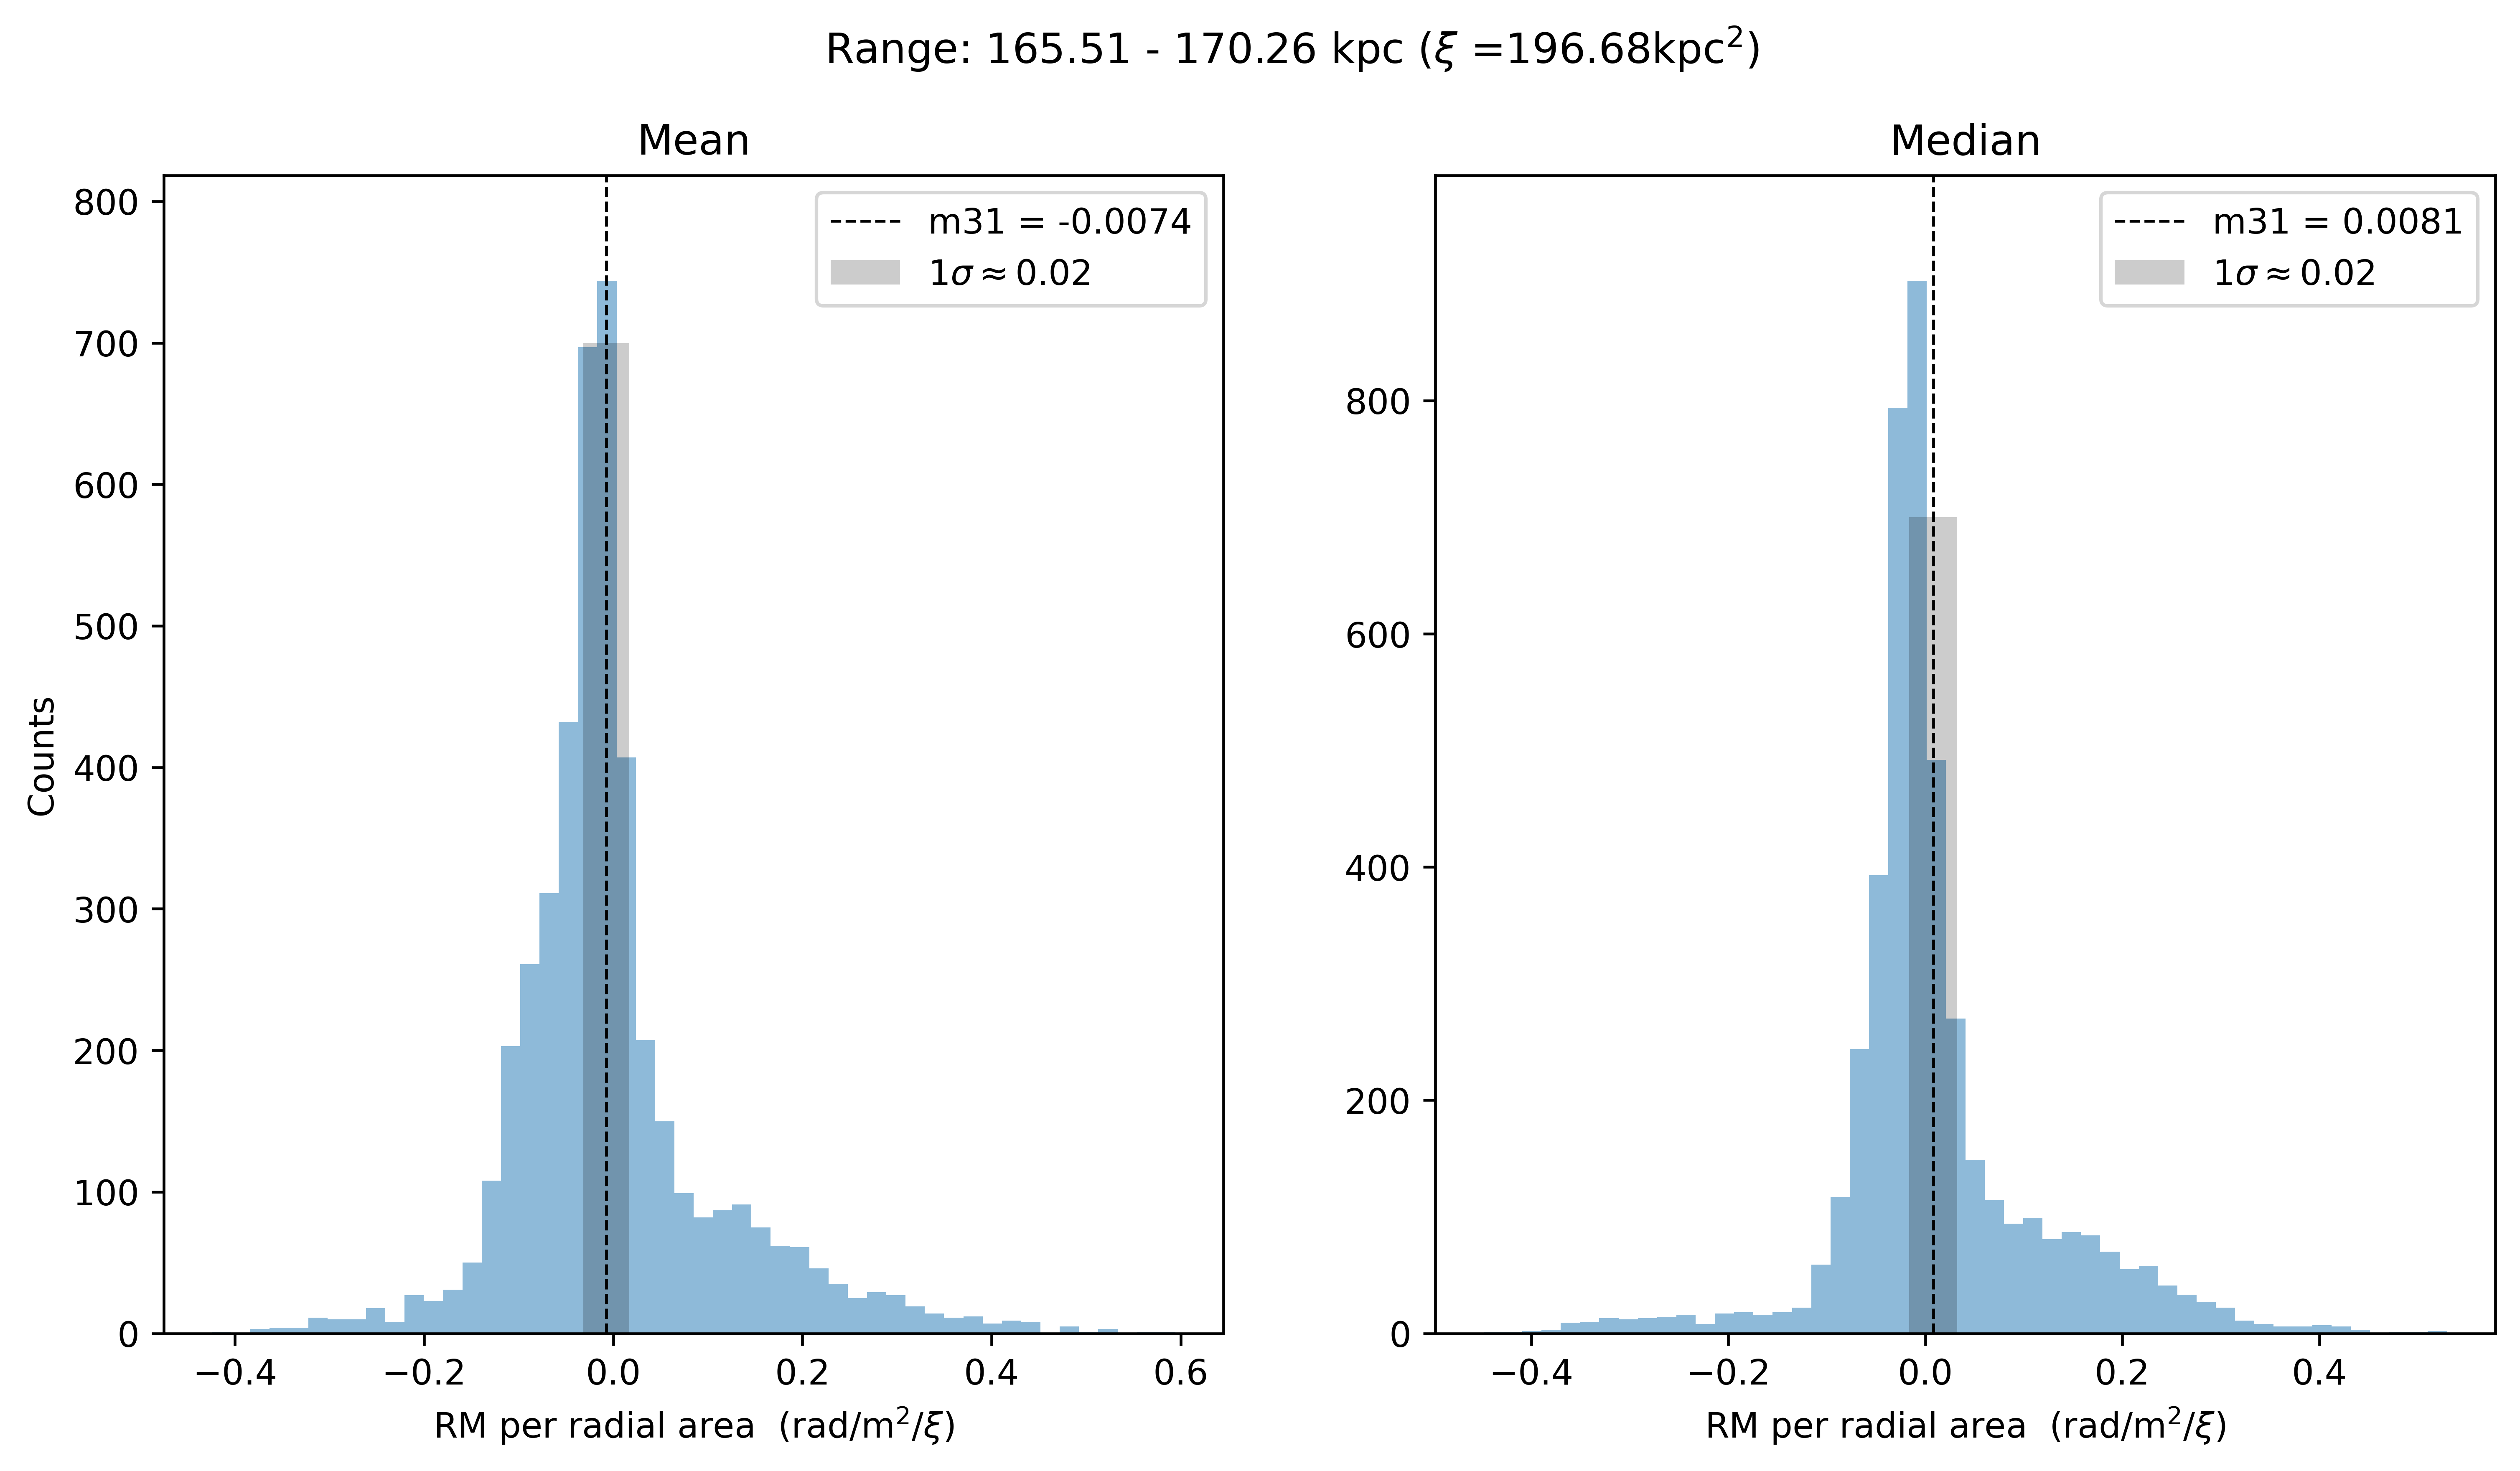 Range: 165.51 - 170.26 kpc (ξ =196.68kpc²)
Mean
m31 = -0.0074
1σ ≈ 0.02
800
700
600
500
400
300
200
100
0
Counts
−0.4 −0.2 0.0 0.2 0.4 0.6
RM per radial area (rad/m²/ξ)
Median
m31 = 0.0081
1σ ≈ 0.02
800
600
400
200
0
−0.4 −0.2 0.0 0.2 0.4
RM per radial area (rad/m²/ξ)